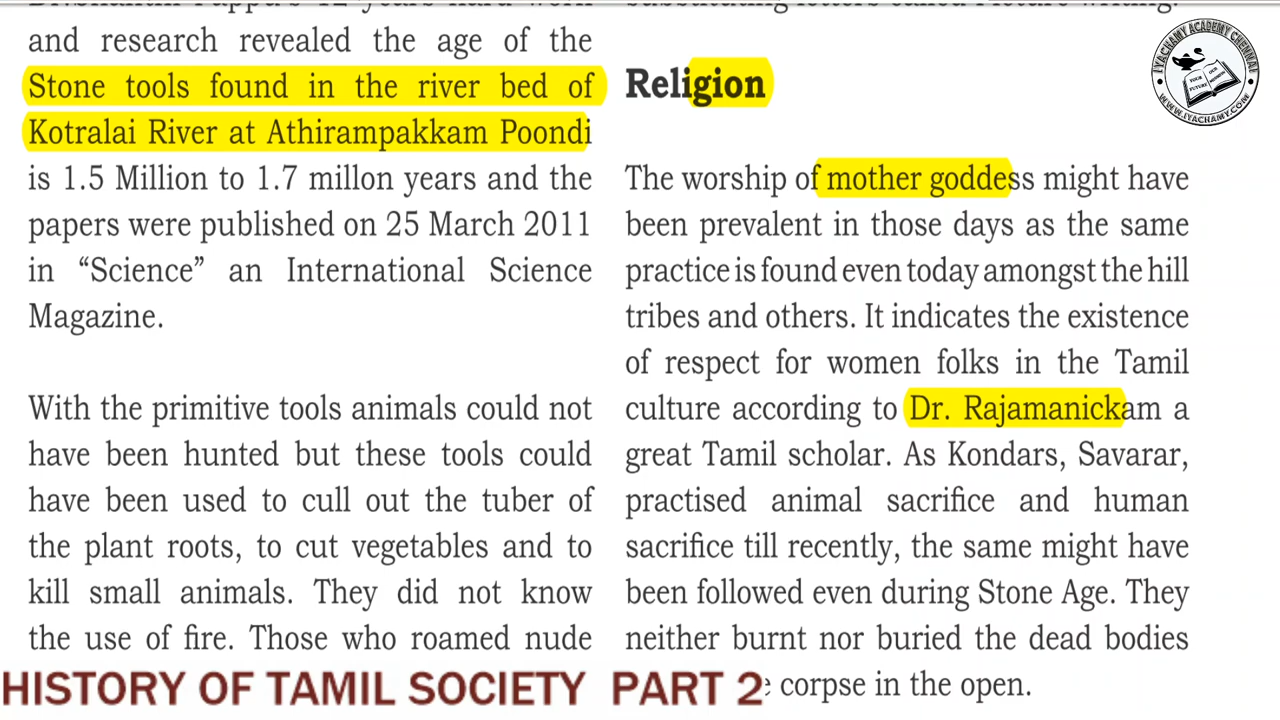 and research revealed the age of the
Stone tools found in the river bed of
Kotralai River at Athirampakkam Poondi
is 1.5 Million to 1.7 millon years and the
papers were published on 25 March 2011
in “Science” an International Science
Magazine.
With the primitive tools animals could not
have been hunted but these tools could
have been used to cull out the tuber of
the plant roots, to cut vegetables and to
kill small animals. They did not know
the use of fire. Those who roamed nude
Religion
The worship of mother goddess might have
been prevalent in those days as the same
practice is found even today amongst the hill
tribes and others. It indicates the existence
of respect for women folks in the Tamil
culture according to Dr. Rajamanickam a
great Tamil scholar. As Kondars, Savarar,
practised animal sacrifice and human
sacrifice till recently, the same might have
been followed even during Stone Age. They
neither burnt nor buried the dead bodies
corpse in the open.
HISTORY OF TAMIL SOCIETY PART 2
IYACHAMY ACADEMY CHENNAI
YOUR FUTURE
OUR MISSION
WWW.IYACHAMY.COM